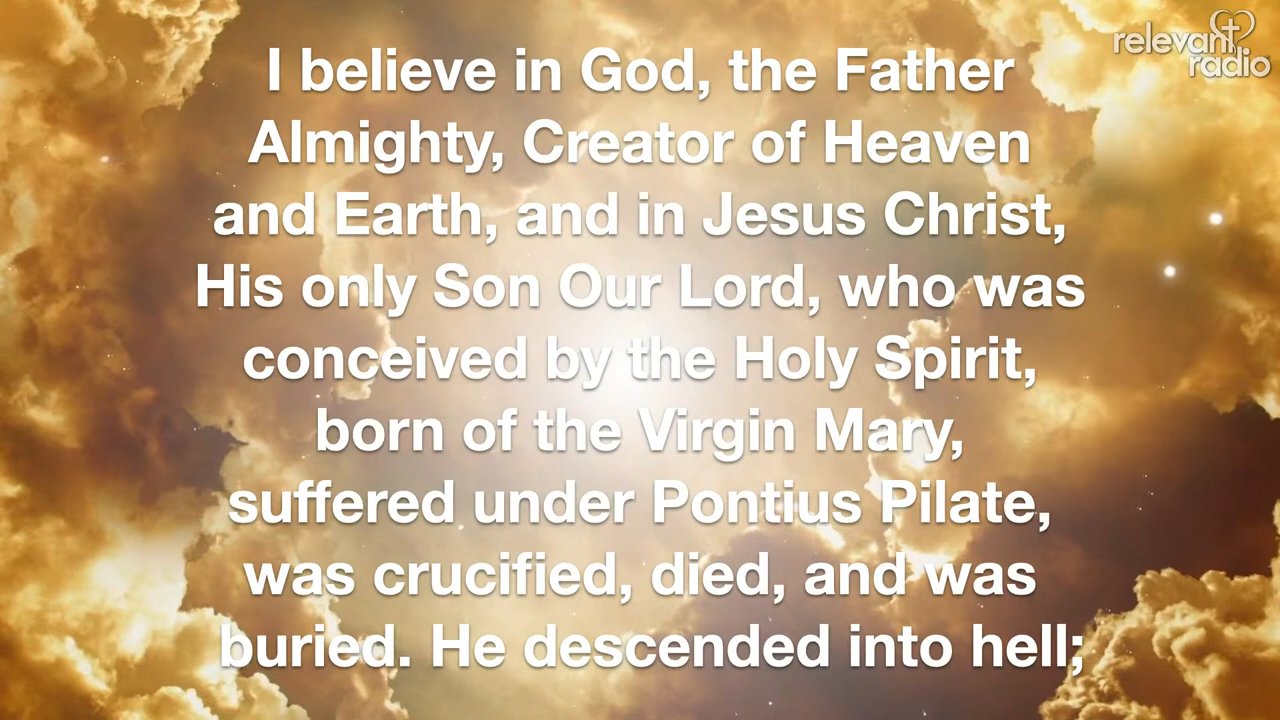 relevant
radio
I believe in God, the Father
Almighty, Creator of Heaven
and Earth, and in Jesus Christ,
His only Son Our Lord, who was
conceived by the Holy Spirit,
born of the Virgin Mary,
suffered under Pontius Pilate,
was crucified, died, and was
buried. He descended into hell;